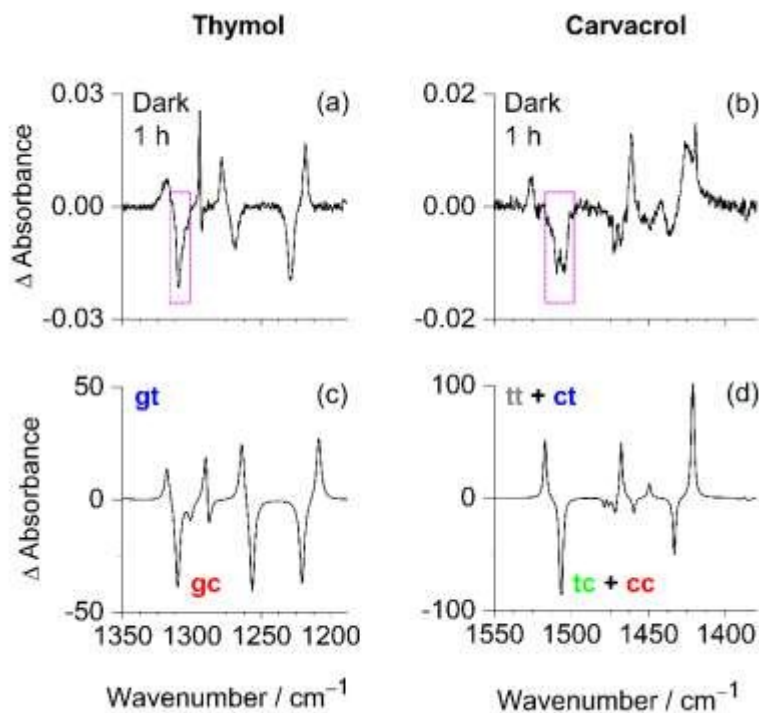 Thymol Carvacrol
0.03 Dark 1 h (a) 0.02 Dark 1 h (b)
0.00 0.00
-0.03 -0.02
Δ Absorbance
50 gt (c) 100 tt + ct (d)
0 0
gc tc + cc
-50 -100
Δ Absorbance
1350 1300 1250 1200 1550 1500 1450 1400
Wavenumber / cm⁻¹ Wavenumber / cm⁻¹